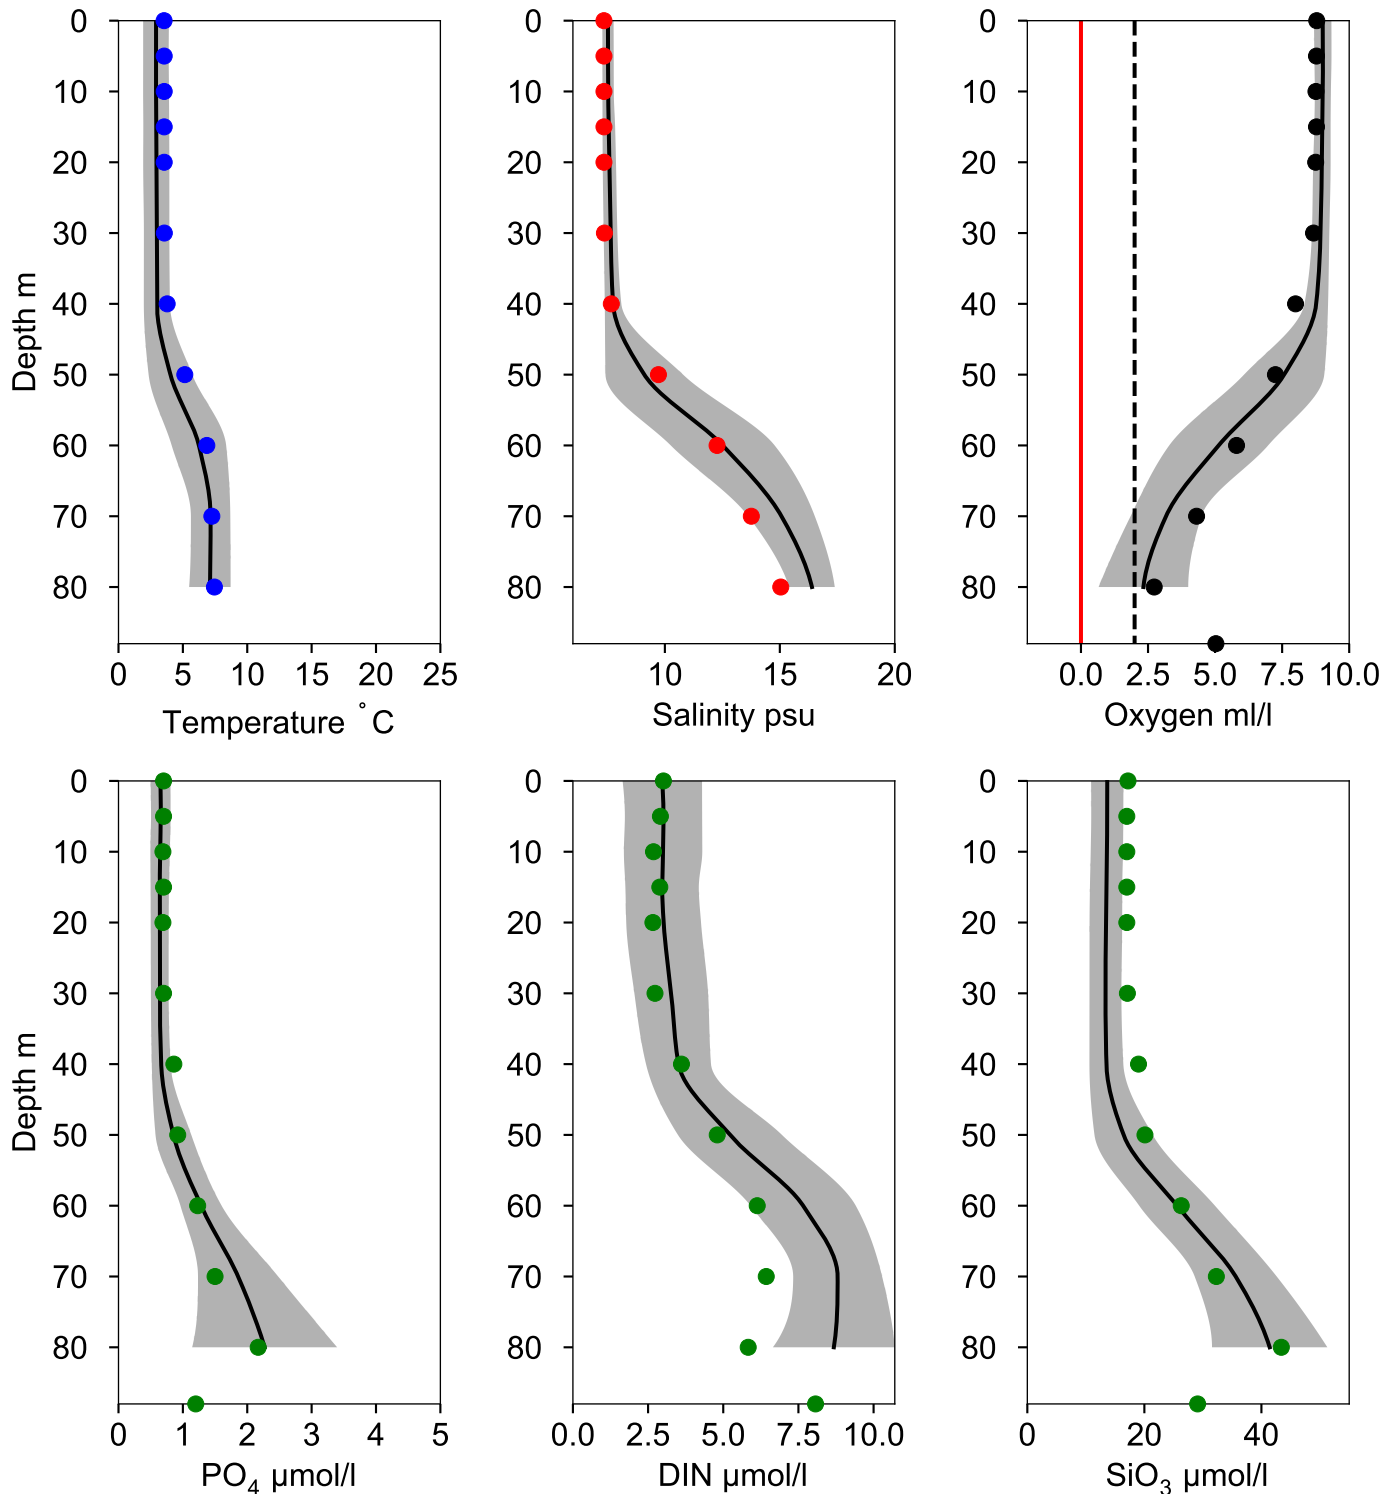 0 0 0
10 10 10
20 20 20
30 30 30
40 40 40
50 50 50
60 60 60
70 70 70
80 80 80
Depth m
0 5 10 15 20 25 10 15 20 0.0 2.5 5.0 7.5 10.0
Temperature °C Salinity psu Oxygen ml/l
0 0 0
10 10 10
20 20 20
30 30 30
40 40 40
50 50 50
60 60 60
70 70 70
80 80 80
Depth m
0 1 2 3 4 5 0.0 2.5 5.0 7.5 10.0 0 20 40
PO₄ µmol/l DIN µmol/l SiO₃ µmol/l